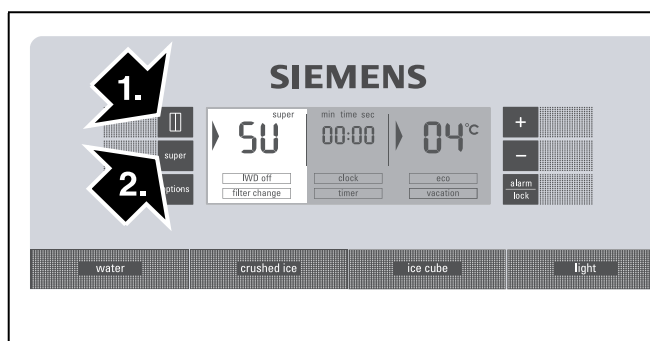 1.
SIEMENS
super
min time sec
SU
00:00
04°C
+
super
−
2.
options
IWD off
clock
eco
alarm
lock
filter change
timer
vacation
water
crushed ice
ice cube
light